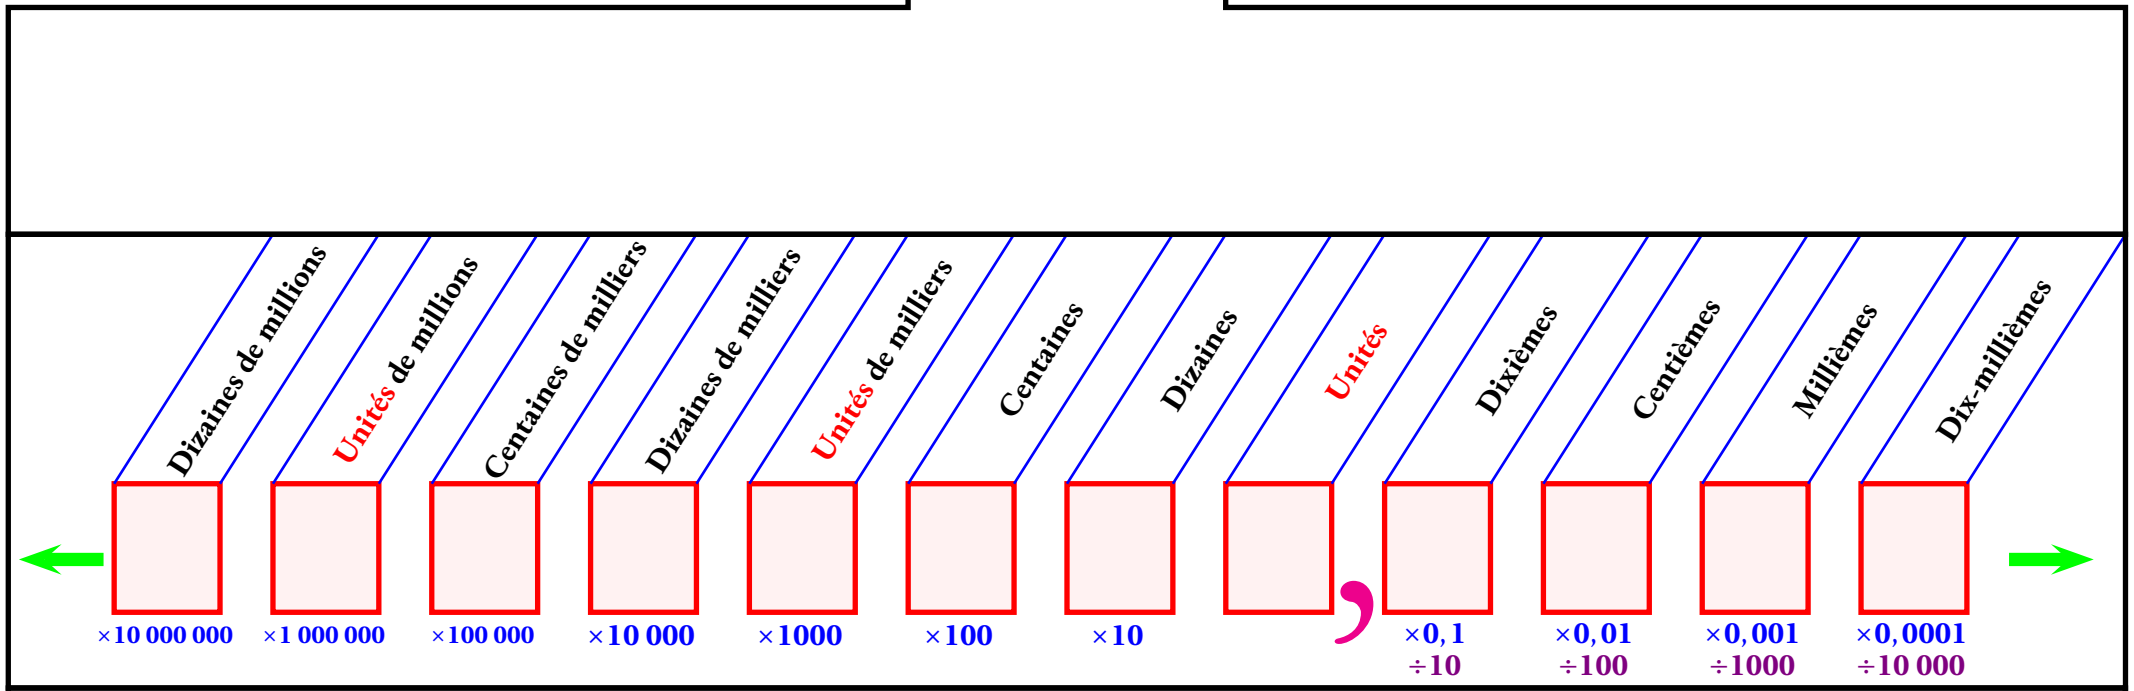 Dizaines de millions
Unités de millions
Centaines de milliers
Dizaines de milliers
Unités de milliers
Centaines
Dizaines
Unités
Dixièmes
Centièmes
Millièmes
Dix-millièmes
,
×10 000 000 ×1 000 000 ×100 000 ×10 000 ×1000 ×100 ×10 ×0,1 ×0,01 ×0,001 ×0,0001
÷10 ÷100 ÷1000 ÷10 000